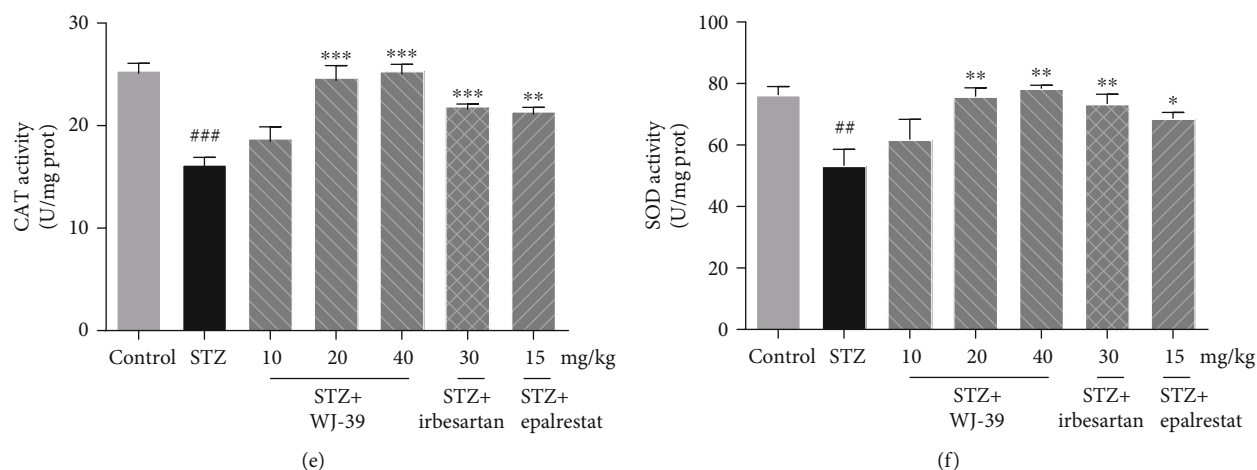 30
20
10
0
CAT activity
(U/mg prot)
###
***
***
***
**
Control
STZ
10
20
40
30
15
mg/kg
STZ+
WJ-39
STZ+
irbesartan
STZ+
epalrestat
(e)
100
80
60
40
20
0
SOD activity
(U/mg prot)
##
**
**
**
*
Control
STZ
10
20
40
30
15
mg/kg
STZ+
WJ-39
STZ+
irbesartan
STZ+
epalrestat
(f)